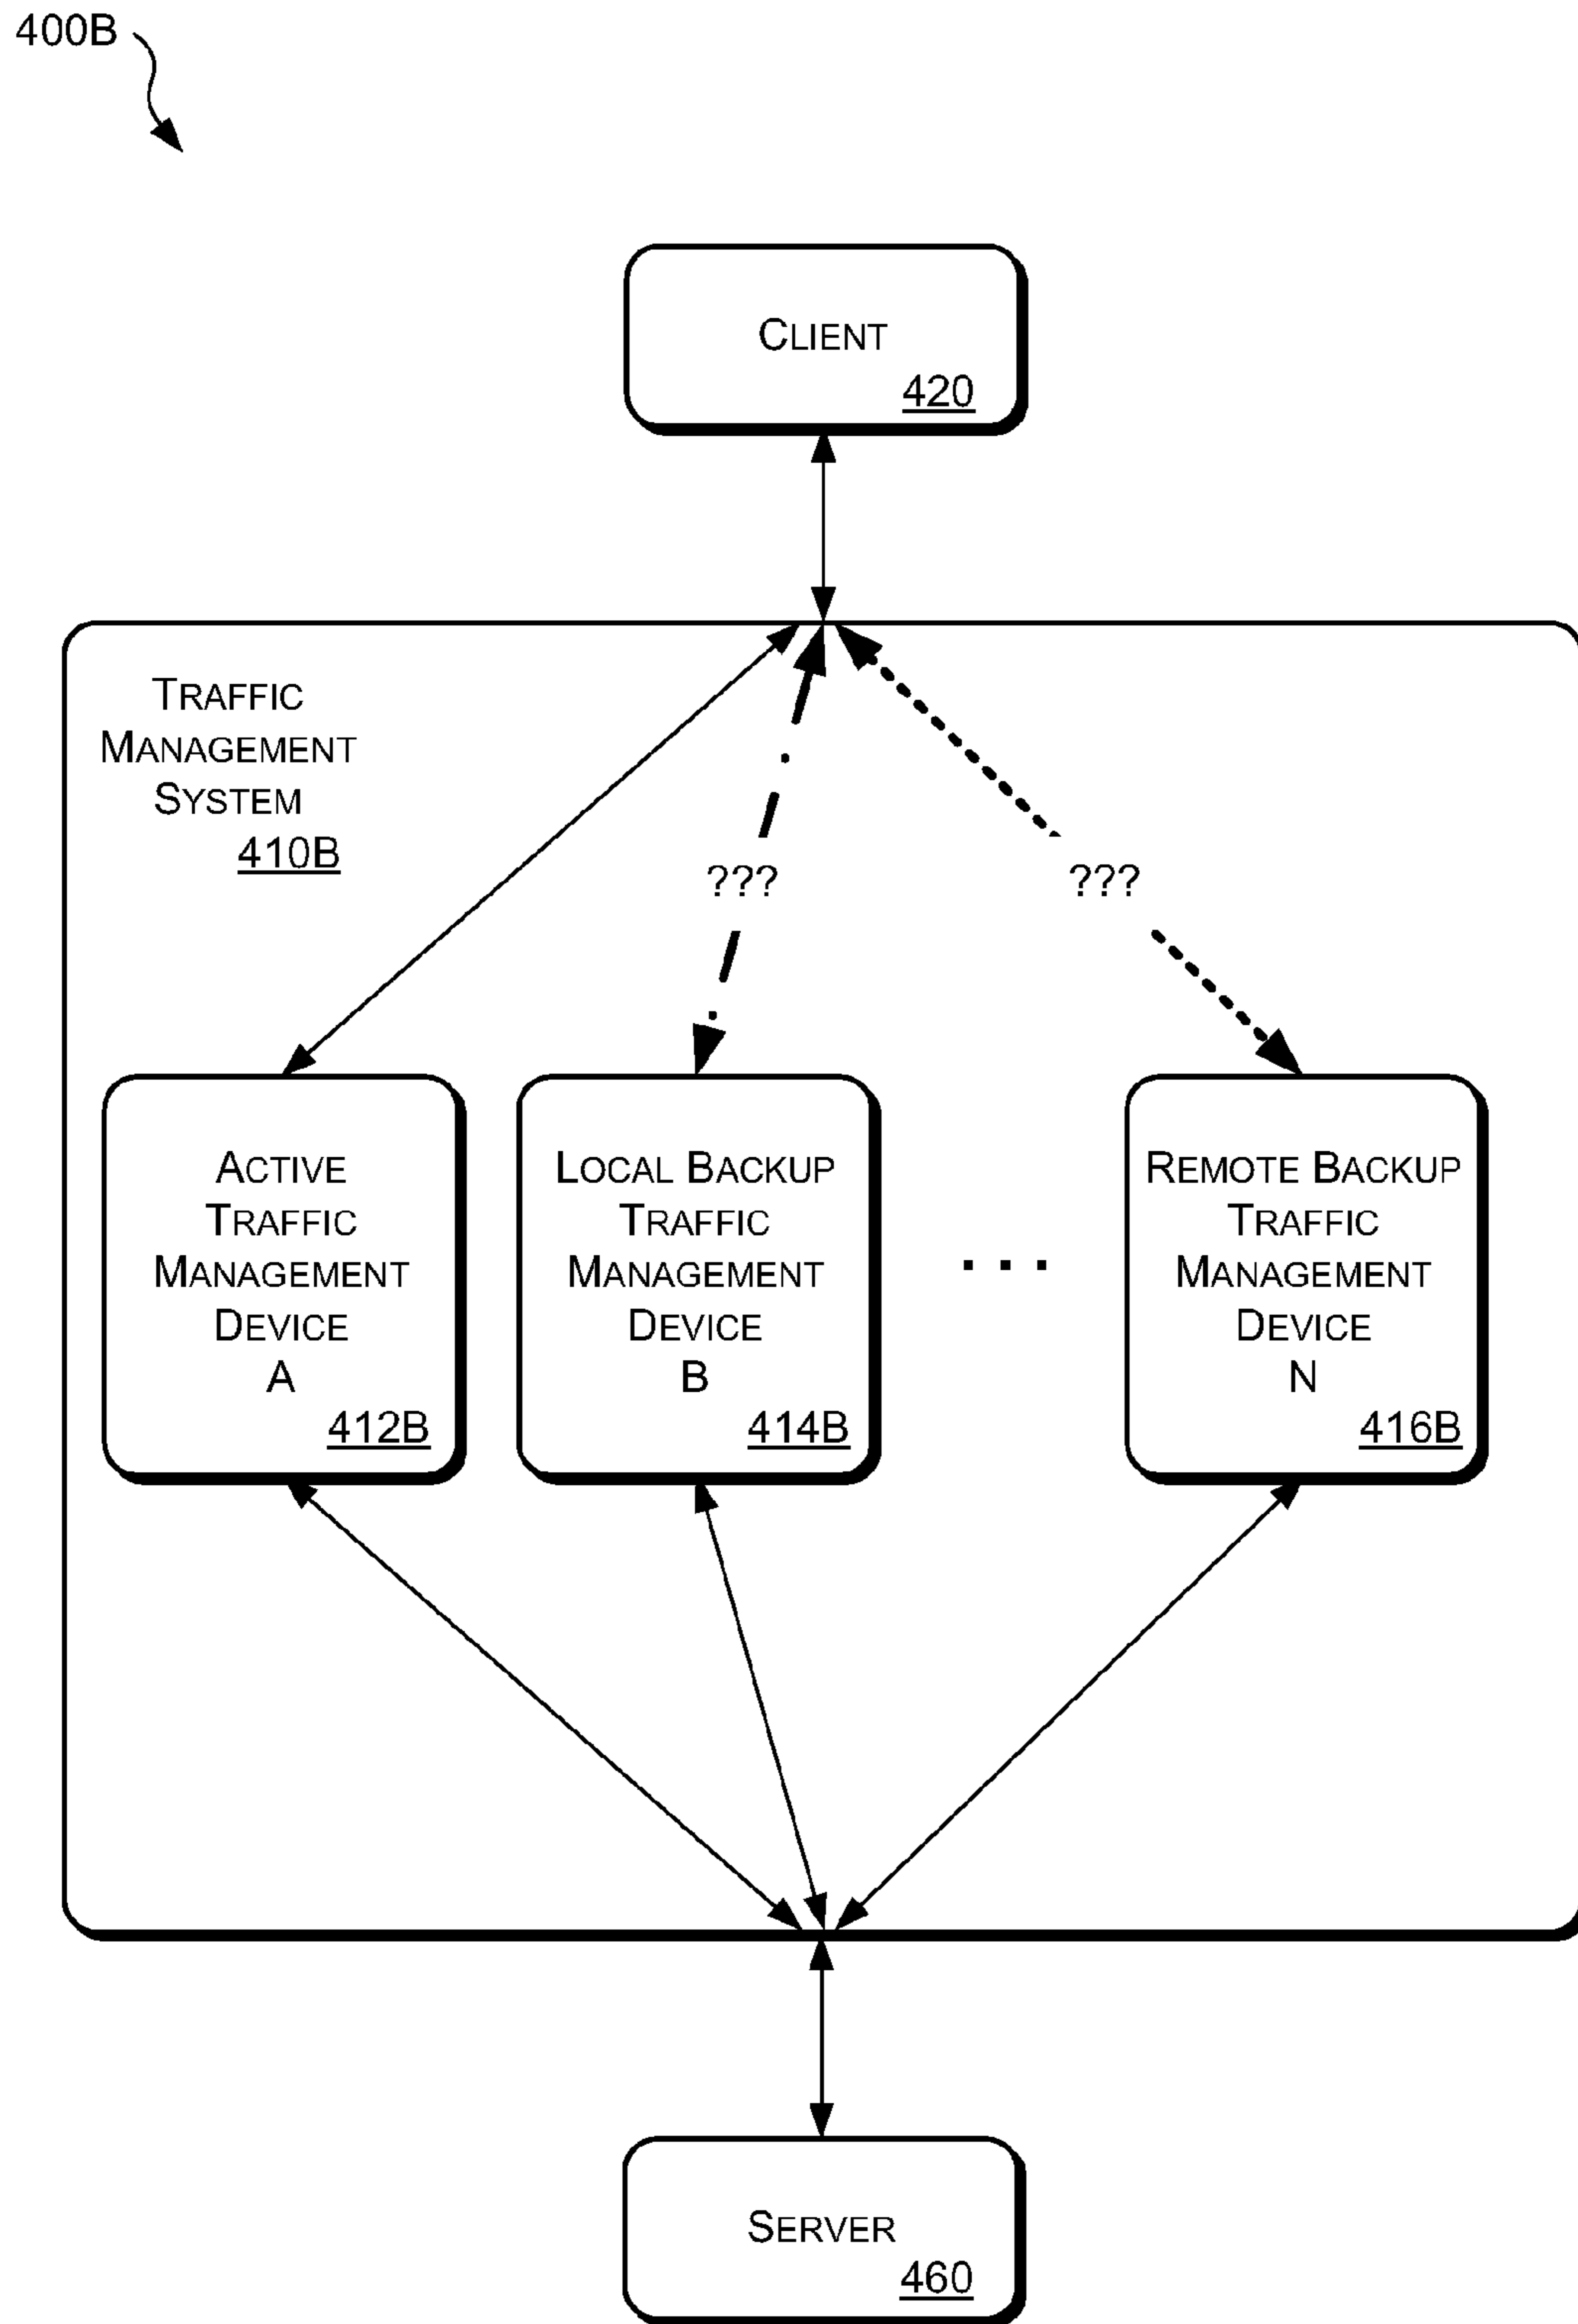 400B
CLIENT
420
TRAFFIC
MANAGEMENT
SYSTEM
410B
???
???
ACTIVE
TRAFFIC
MANAGEMENT
DEVICE
A
412B
LOCAL BACKUP
TRAFFIC
MANAGEMENT
DEVICE
B
414B
. . .
REMOTE BACKUP
TRAFFIC
MANAGEMENT
DEVICE
N
416B
SERVER
460